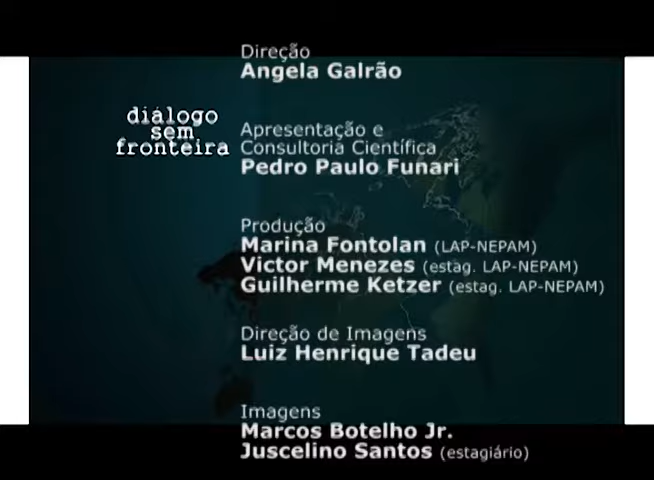 Direção
Angela Galrão
diálogo
sem
fronteira
Apresentação e
Consultoria Científica
Pedro Paulo Funari
Produção
Marina Fontolan (LAP-NEPAM)
Victor Menezes (estag. LAP-NEPAM)
Guilherme Ketzer (estag. LAP-NEPAM)
Direção de Imagens
Luiz Henrique Tadeu
Imagens
Marcos Botelho Jr.
Juscelino Santos (estagiário)